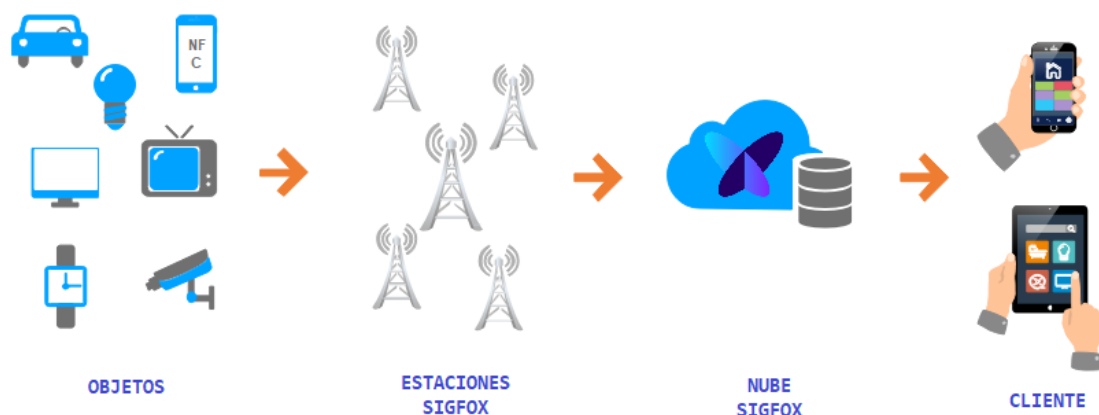 NF
C
OBJETOS
ESTACIONES
SIGFOX
NUBE
SIGFOX
CLIENTE